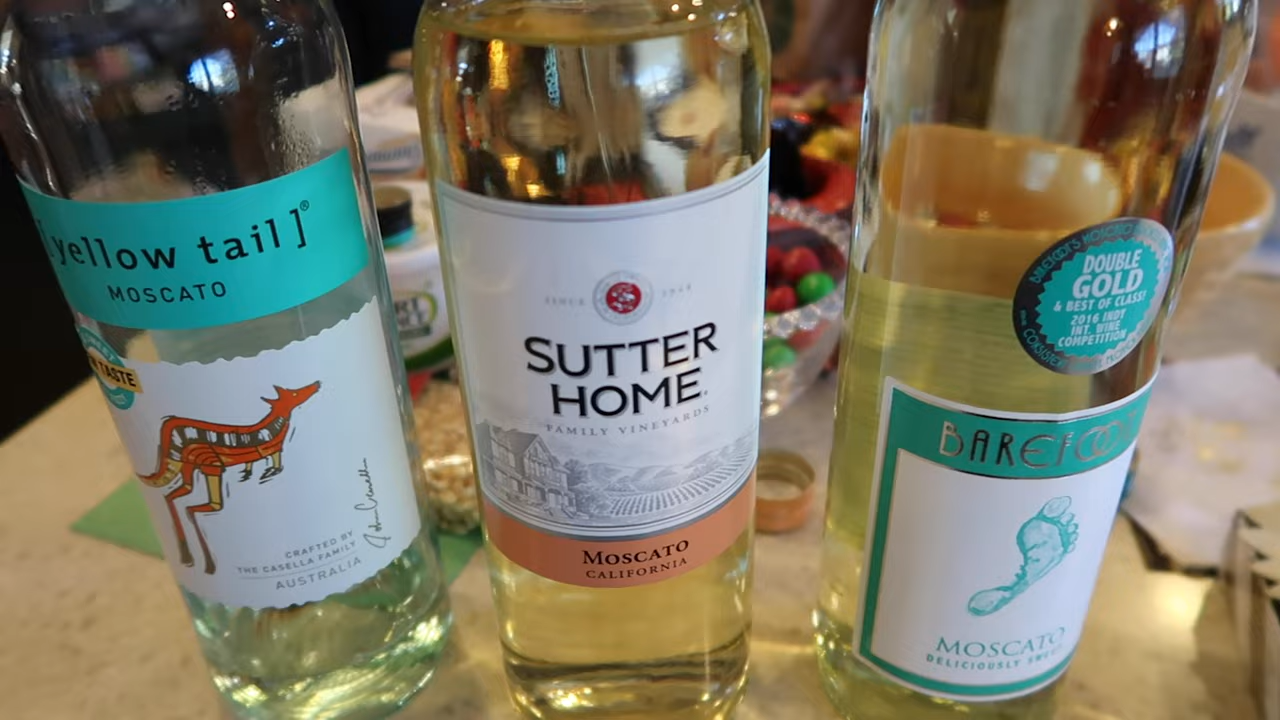 [yellow tail]®
MOSCATO
TASTE
CRAFTED BY
THE CASELLA FAMILY
AUSTRALIA
SINCE 1948
SUTTER
HOME
FAMILY VINEYARDS
MOSCATO
CALIFORNIA
DOUBLE
GOLD
& BEST OF CLASS!
2016 INDY
INT. WINE
COMPETITION
BAREFOOT
MOSCATO
DELICIOUSLY SWEET